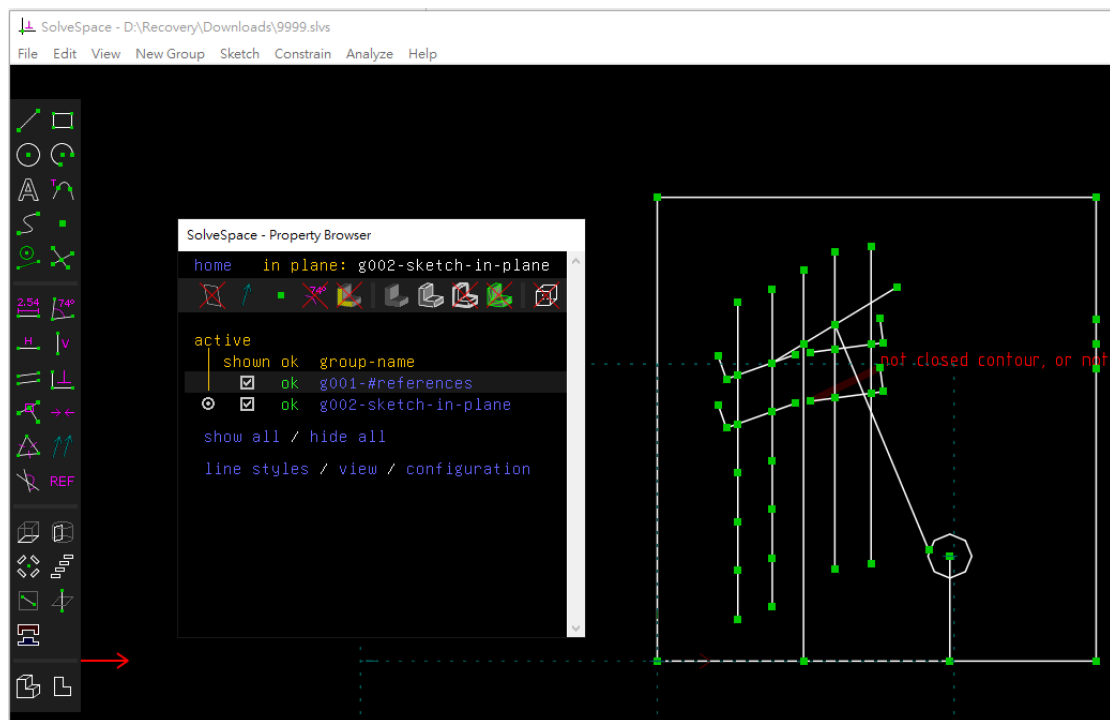 SolveSpace - D:\Recovery\Downloads\9999.slvs
File Edit View New Group Sketch Constrain Analyze Help
SolveSpace - Property Browser
home in plane: g002-sketch-in-plane
74°
active
shown ok group-name
ok g001-#references
ok g002-sketch-in-plane
show all / hide all
line styles / view / configuration
A T
2.54 74°
H V
REF
not closed contour, or not